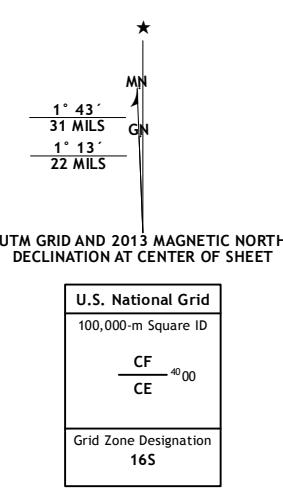 MN
1° 43´
31 MILS
GN
1° 13´
22 MILS
UTM GRID AND 2013 MAGNETIC NORTH
DECLINATION AT CENTER OF SHEET
U.S. National Grid
100,000-m Square ID
CF
4000
CE
Grid Zone Designation
16S